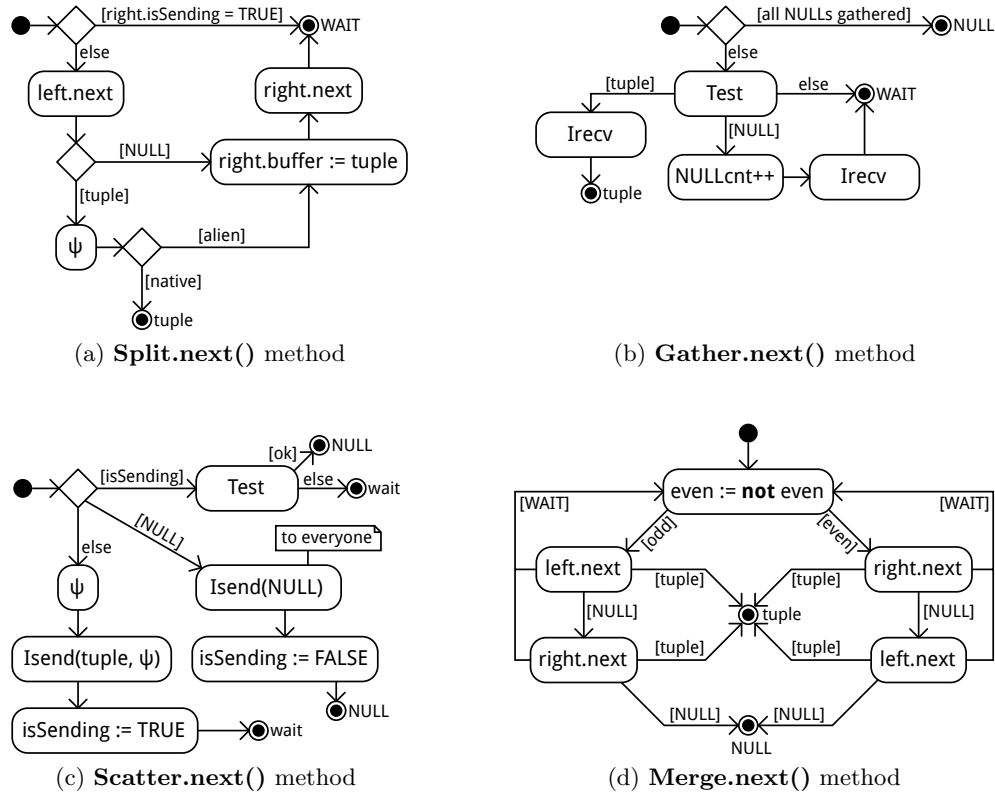 [right.isSending = TRUE]
WAIT
else
left.next
right.next
[NULL]
right.buffer := tuple
[tuple]
ψ
[alien]
[native]
tuple
(a) Split.next() method
[all NULLs gathered]
NULL
else
[tuple]
Test
else
WAIT
Irecv
[NULL]
NULLcnt++
Irecv
tuple
(b) Gather.next() method
[isSending]
Test
[ok]
NULL
else
wait
[NULL]
to everyone
else
ψ
Isend(NULL)
Isend(tuple, ψ)
isSending := FALSE
NULL
isSending := TRUE
wait
(c) Scatter.next() method
even := not even
[WAIT]
[WAIT]
[odd]
[even]
left.next
right.next
[tuple]
[tuple]
[NULL]
tuple
[NULL]
right.next
[tuple]
[tuple]
left.next
[NULL]
[NULL]
NULL
(d) Merge.next() method